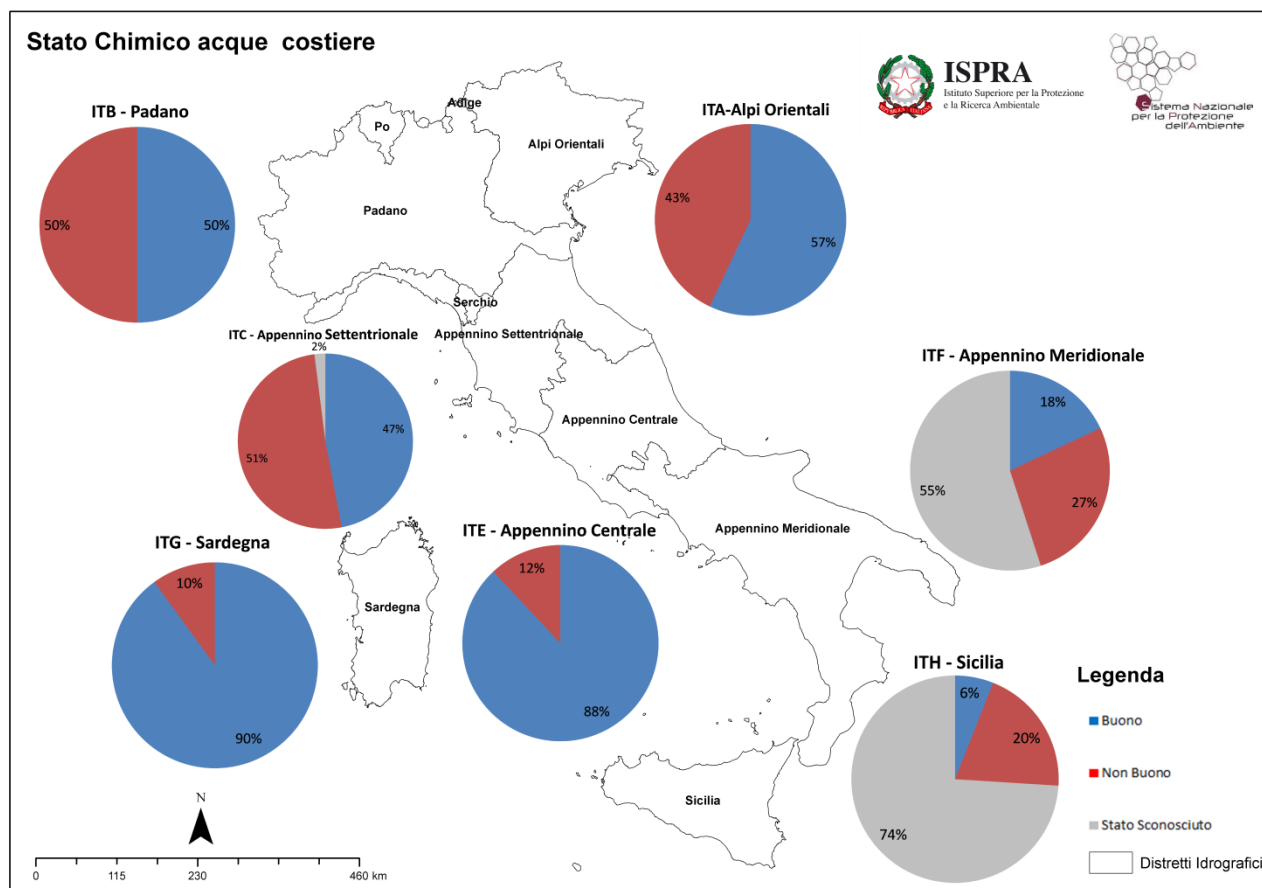 Stato Chimico acque costiere
ISPRA
Istituto Superiore per la Protezione
e la Ricerca Ambientale
Sistema Nazionale
per la Protezione
dell'Ambiente
ITB - Padano
50%
50%
ITA-Alpi Orientali
43%
57%
Adige
Po
Alpi Orientali
Padano
Serchio
Appennino Settentrionale
ITC - Appennino Settentrionale
2%
47%
51%
ITF - Appennino Meridionale
18%
27%
55%
Appennino Centrale
Appennino Meridionale
ITG - Sardegna
10%
90%
Sardegna
ITE - Appennino Centrale
12%
88%
ITH - Sicilia
6%
20%
74%
Sicilia
Legenda
Buono
Non Buono
Stato Sconosciuto
Distretti Idrografici
N
0 115 230 460 km